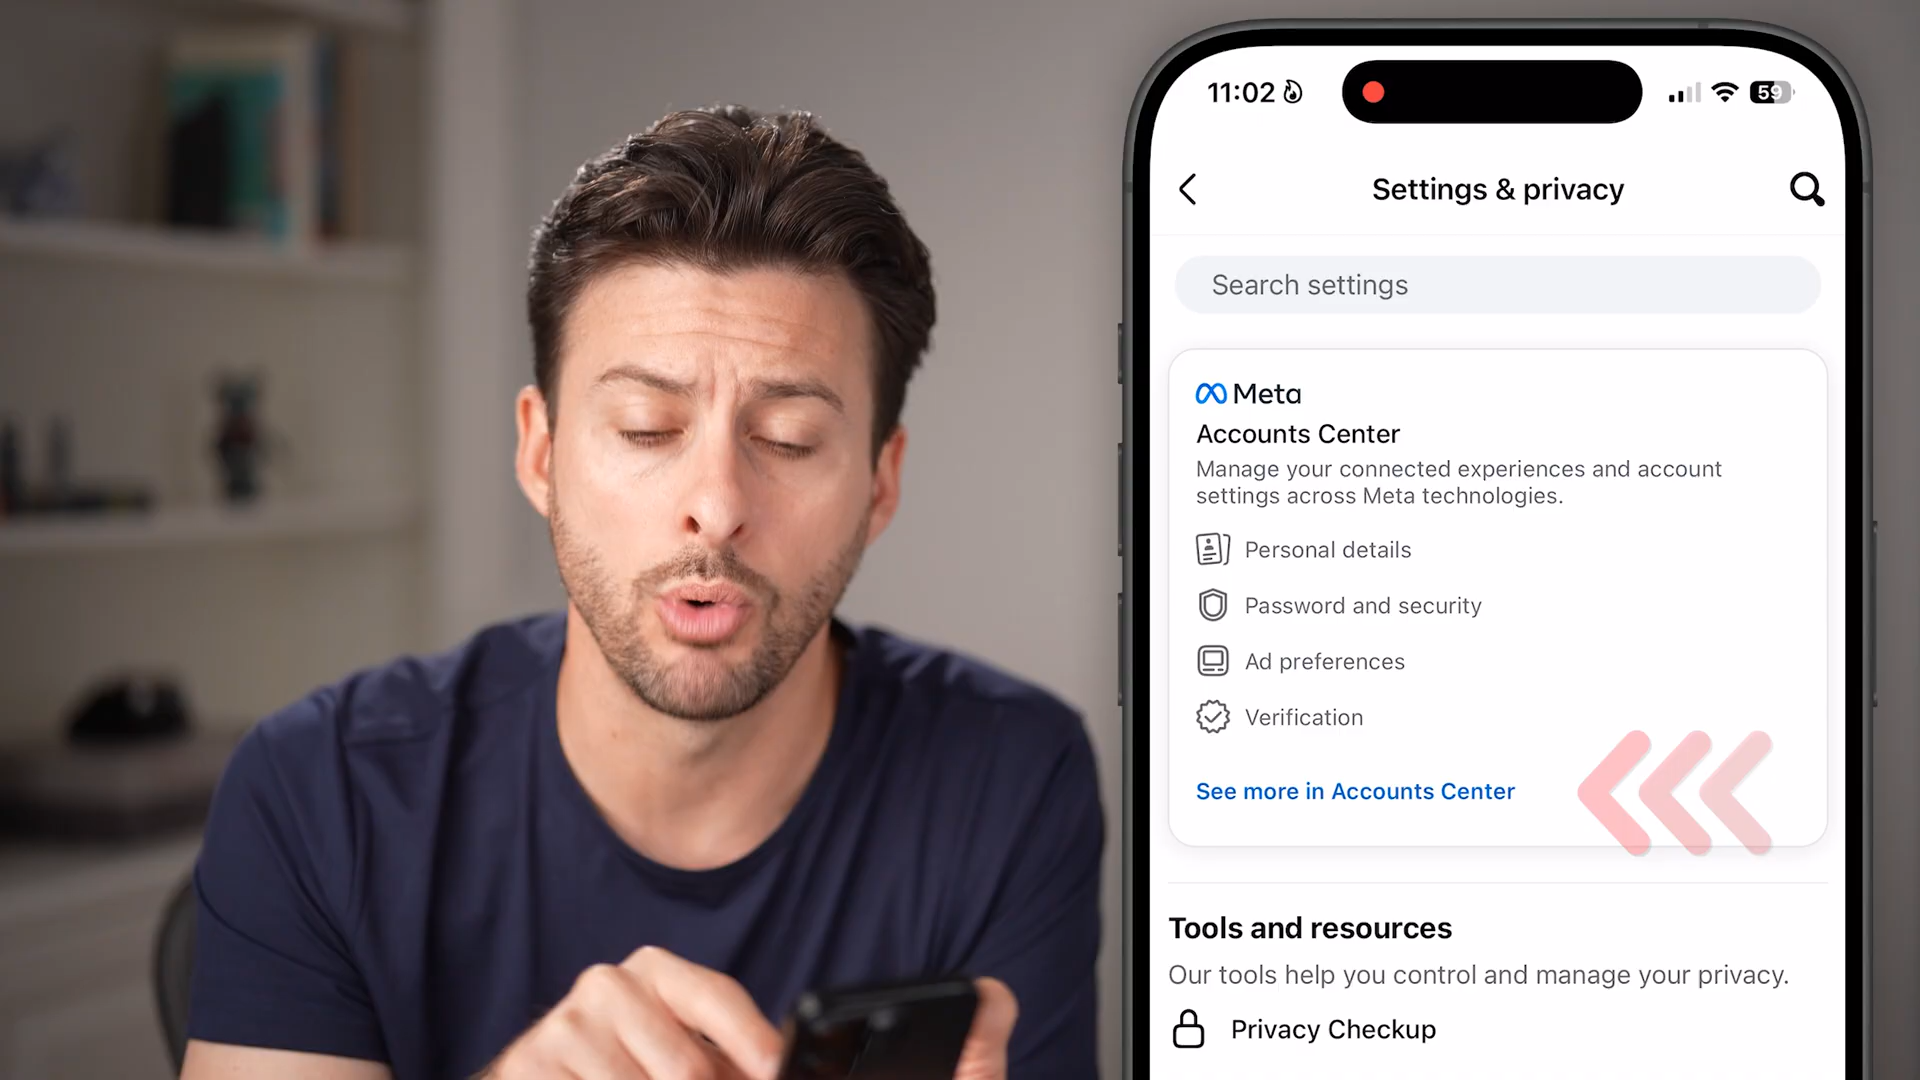 11:02
59
Settings & privacy
Search settings
Meta
Accounts Center
Manage your connected experiences and account
settings across Meta technologies.
Personal details
Password and security
Ad preferences
Verification
See more in Accounts Center
Tools and resources
Our tools help you control and manage your privacy.
Privacy Checkup